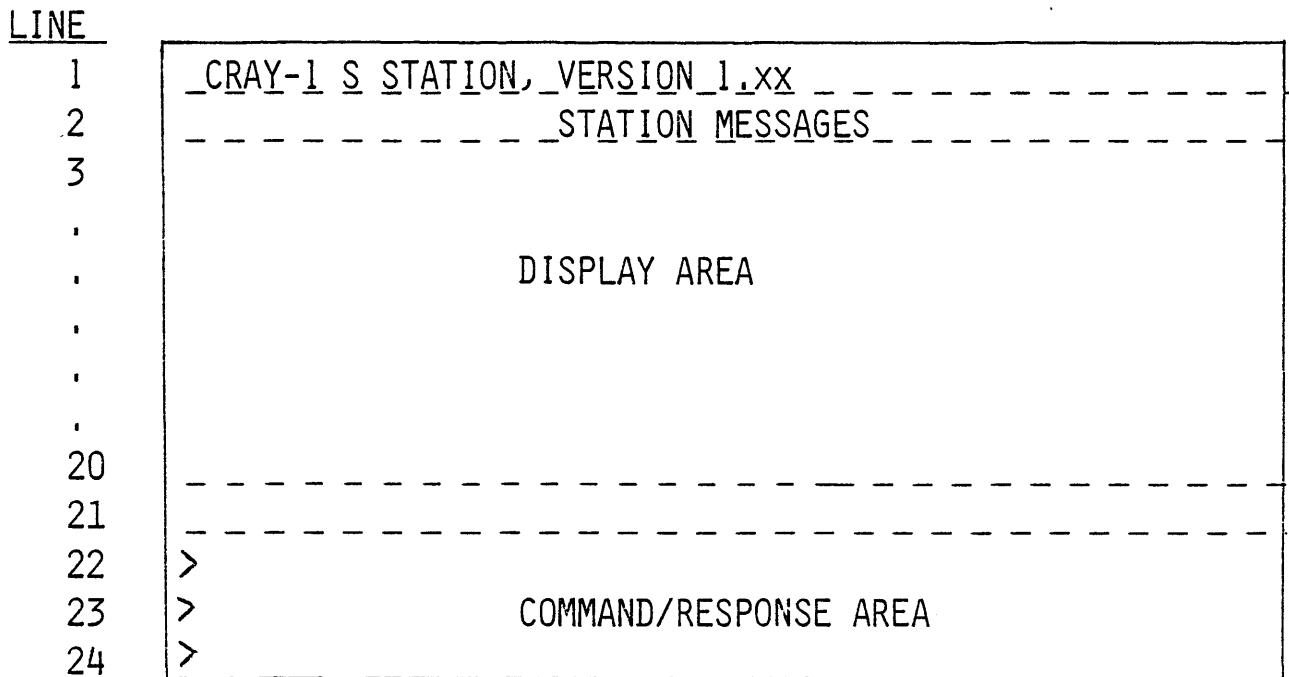 LINE
1 CRAY-1 S STATION, VERSION 1.xx
2 STATION MESSAGES
3
.
. DISPLAY AREA
.
.
.
20
21
22 >
23 > COMMAND/RESPONSE AREA
24 >